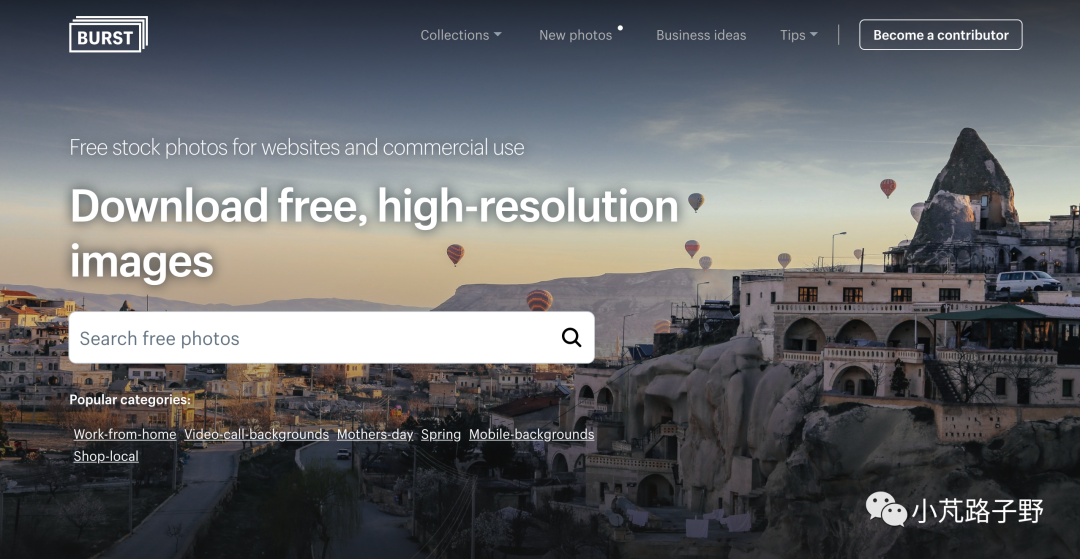 BURST
Collections
New photos
Business ideas
Tips
Become a contributor
Free stock photos for websites and commercial use
Download free, high-resolution
images
Search free photos
Popular categories:
Work-from-home Video-call-backgrounds Mothers-day Spring Mobile-backgrounds
Shop-local
小芃路子野